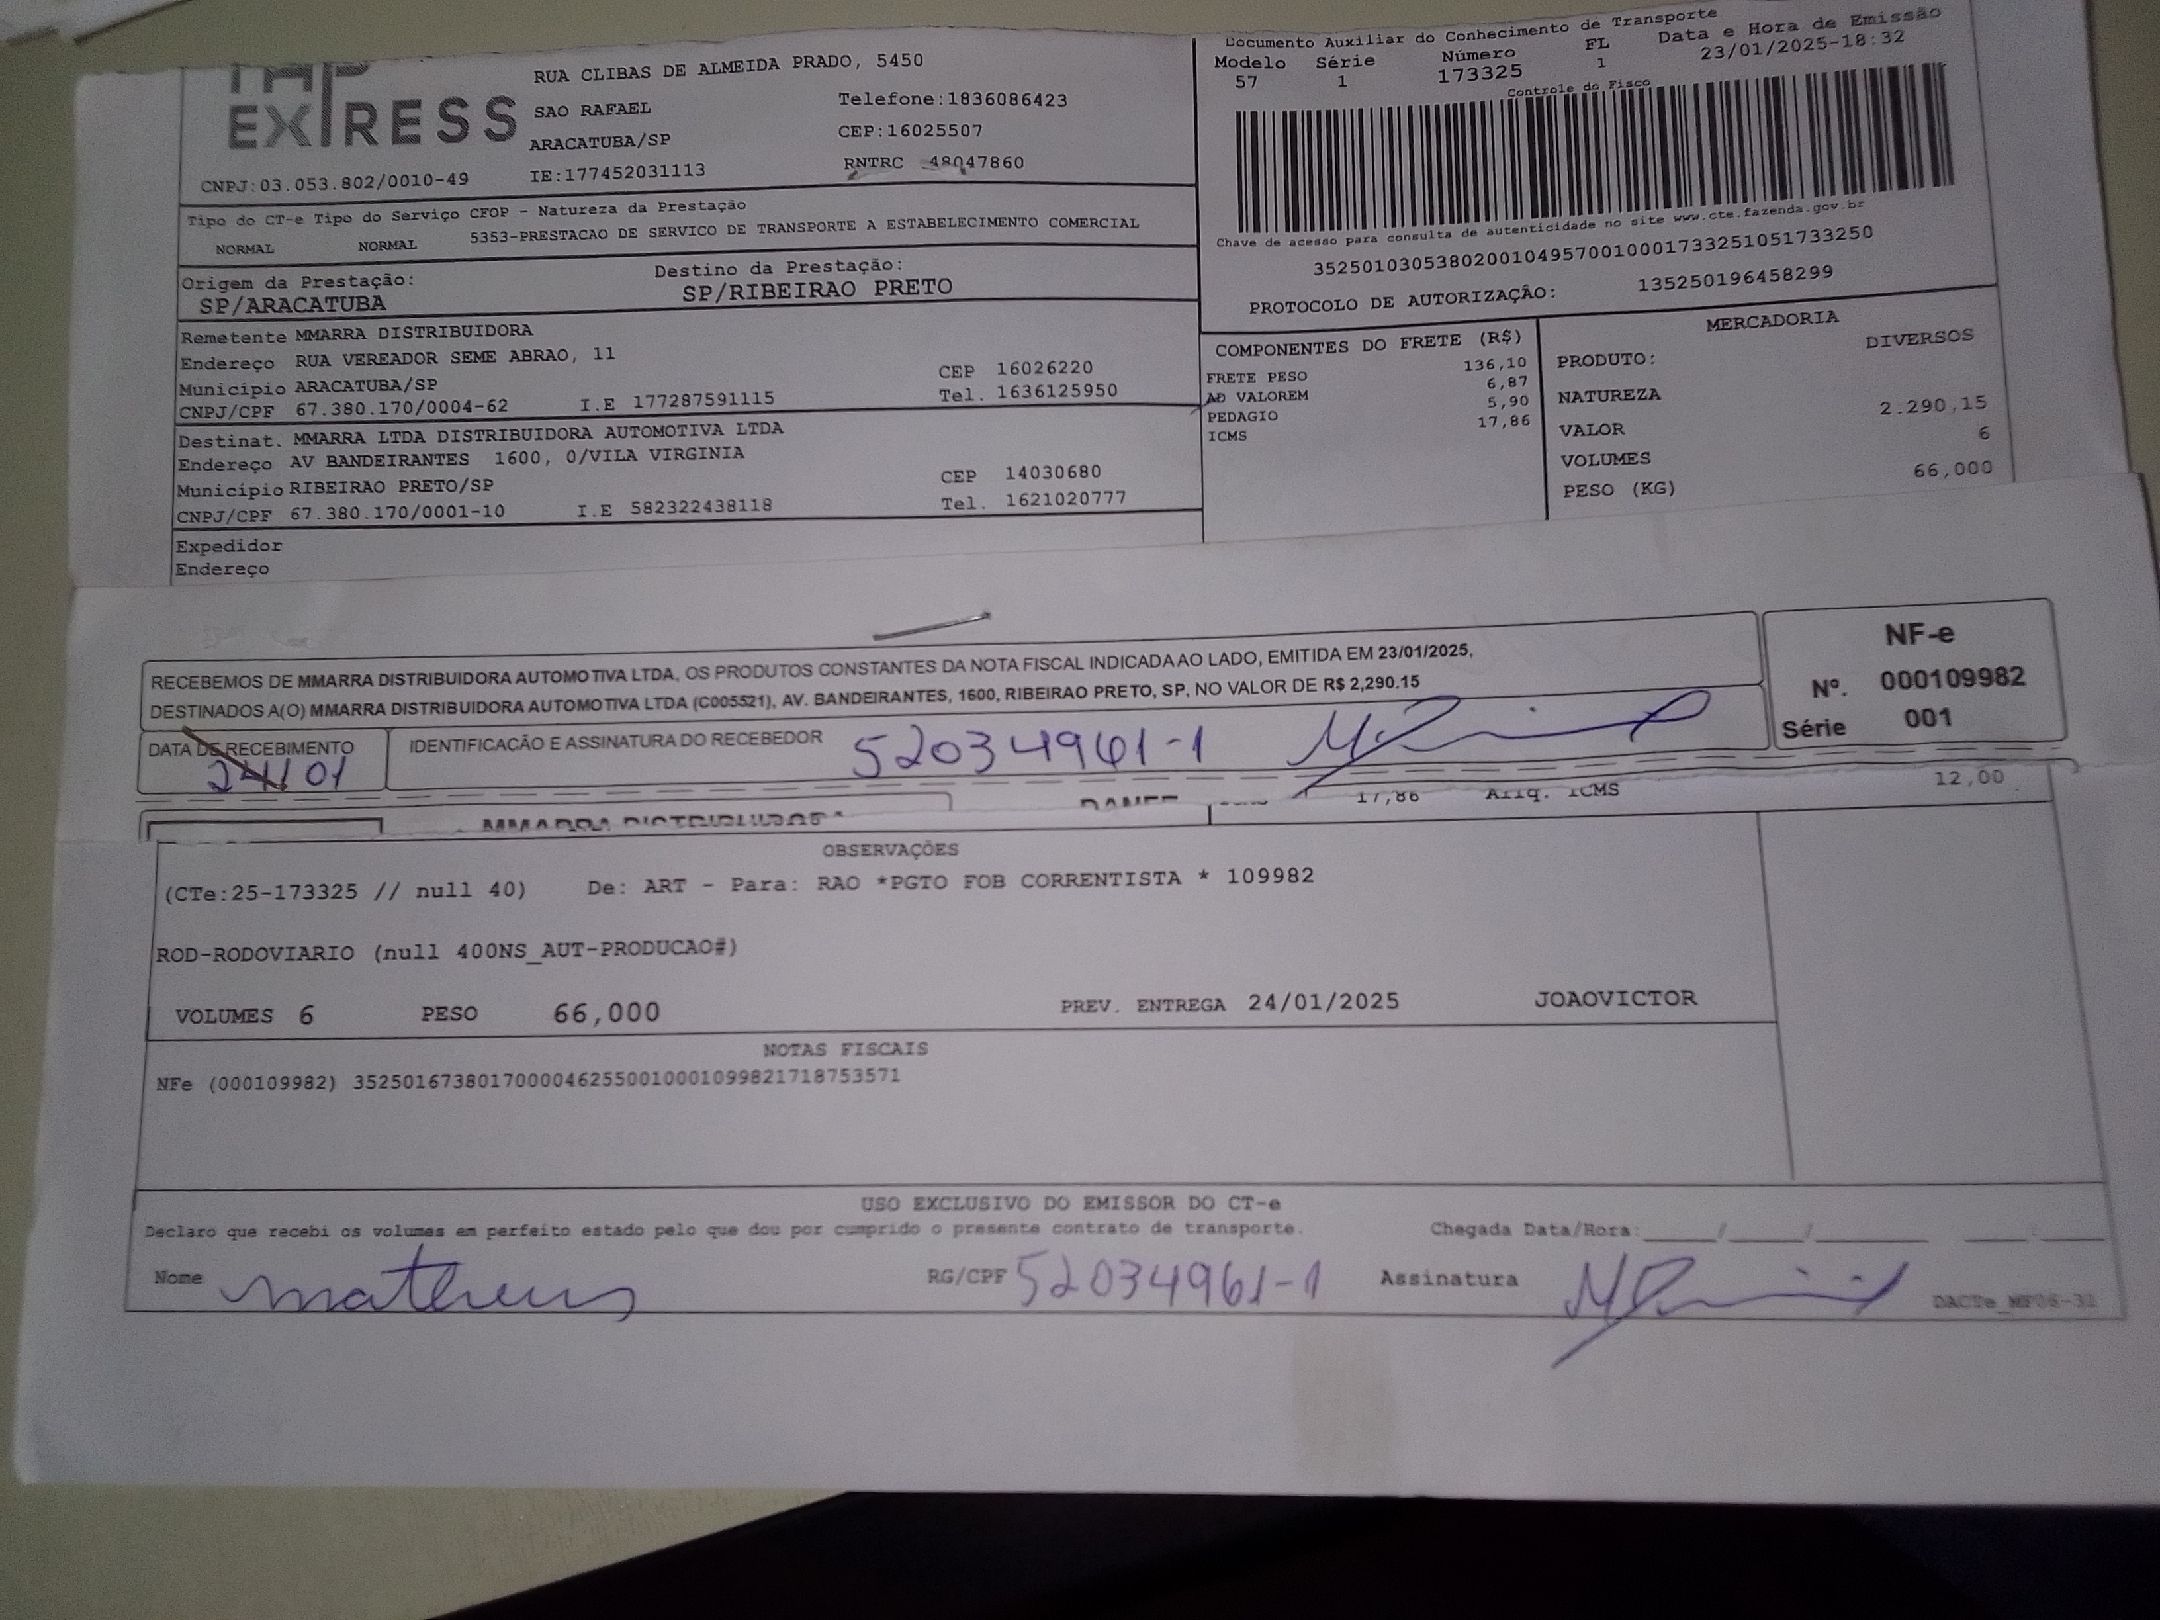 EXPRESS
RUA CLIBAS DE ALMEIDA PRADO, 5450
SAO RAFAEL
Telefone:1836086423
ARACATUBA/SP
CEP:16025507
CNPJ:03.053.802/0010-49
IE:177452031113
RNTRC 48047860
Documento Auxiliar do Conhecimento de Transporte
Modelo Série Número FL Data e Hora de Emissão
57 1 173325 1 23/01/2025-18:32
Controle do Fisco
Chave de acesso para consulta de autenticidade no site www.cte.fazenda.gov.br
35250103053802001049570010001733251051733250
PROTOCOLO DE AUTORIZAÇÃO: 135250196458299
Tipo do CT-e Tipo do Serviço CFOP - Natureza da Prestação
NORMAL NORMAL 5353-PRESTACAO DE SERVICO DE TRANSPORTE A ESTABELECIMENTO COMERCIAL
Origem da Prestação: Destino da Prestação:
SP/ARACATUBA SP/RIBEIRAO PRETO
Remetente MMARRA DISTRIBUIDORA
Endereço RUA VEREADOR SEME ABRAO, 11
Município ARACATUBA/SP CEP 16026220
CNPJ/CPF 67.380.170/0004-62 I.E 177287591115 Tel. 1636125950
Destinat. MMARRA LTDA DISTRIBUIDORA AUTOMOTIVA LTDA
Endereço AV BANDEIRANTES 1600, 0/VILA VIRGINIA
Município RIBEIRAO PRETO/SP CEP 14030680
CNPJ/CPF 67.380.170/0001-10 I.E 582322438118 Tel. 1621020777
Expedidor
Endereço
COMPONENTES DO FRETE (R$)
FRETE PESO 136,10
AD VALOREM 6,87
PEDAGIO 5,90
ICMS 17,86
MERCADORIA
PRODUTO: DIVERSOS
NATUREZA
VALOR 2.290,15
VOLUMES 6
PESO (KG) 66,000
RECEBEMOS DE MMARRA DISTRIBUIDORA AUTOMOTIVA LTDA, OS PRODUTOS CONSTANTES DA NOTA FISCAL INDICADA AO LADO, EMITIDA EM 23/01/2025,
DESTINADOS A(O) MMARRA DISTRIBUIDORA AUTOMOTIVA LTDA (C005521), AV. BANDEIRANTES, 1600, RIBEIRAO PRETO, SP, NO VALOR DE R$ 2,290.15
NF-e
Nº. 000109982
Série 001
DATA DE RECEBIMENTO
24/01
IDENTIFICAÇÃO E ASSINATURA DO RECEBEDOR 52034961-1
MMARRA DISTRIBUIDORA DANFE 17,86 Aliq. ICMS 12,00
OBSERVAÇÕES
(CTe:25-173325 // null 40) De: ART - Para: RAO *PGTO FOB CORRENTISTA * 109982
ROD-RODOVIARIO (null 400NS_AUT-PRODUCAO#)
VOLUMES 6 PESO 66,000 PREV. ENTREGA 24/01/2025 JOAOVICTOR
NOTAS FISCAIS
NFe (000109982) 35250167380170000462550010001099821718753571
USO EXCLUSIVO DO EMISSOR DO CT-e
Declaro que recebi os volumes em perfeito estado pelo que dou por cumprido o presente contrato de transporte. Chegada Data/Hora:_____/_____/_______ ____:____
Nome matheus RG/CPF 52034961-1 Assinatura
DACTe_MF06-31